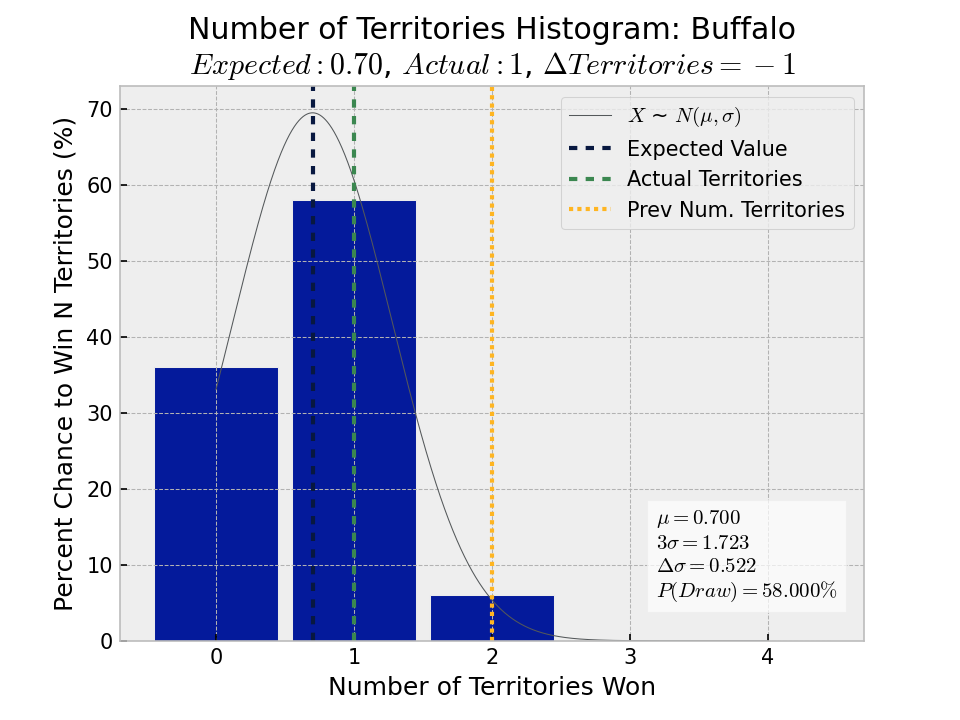 Number of Territories Histogram: Buffalo
Expected : 0.70, Actual : 1, ΔTerritories = −1
Percent Chance to Win N Territories (%)
70
60
50
40
30
20
10
0
X ~ N(μ, σ)
Expected Value
Actual Territories
Prev Num. Territories
μ = 0.700
3σ = 1.723
Δσ = 0.522
P(Draw) = 58.000%
0 1 2 3 4
Number of Territories Won